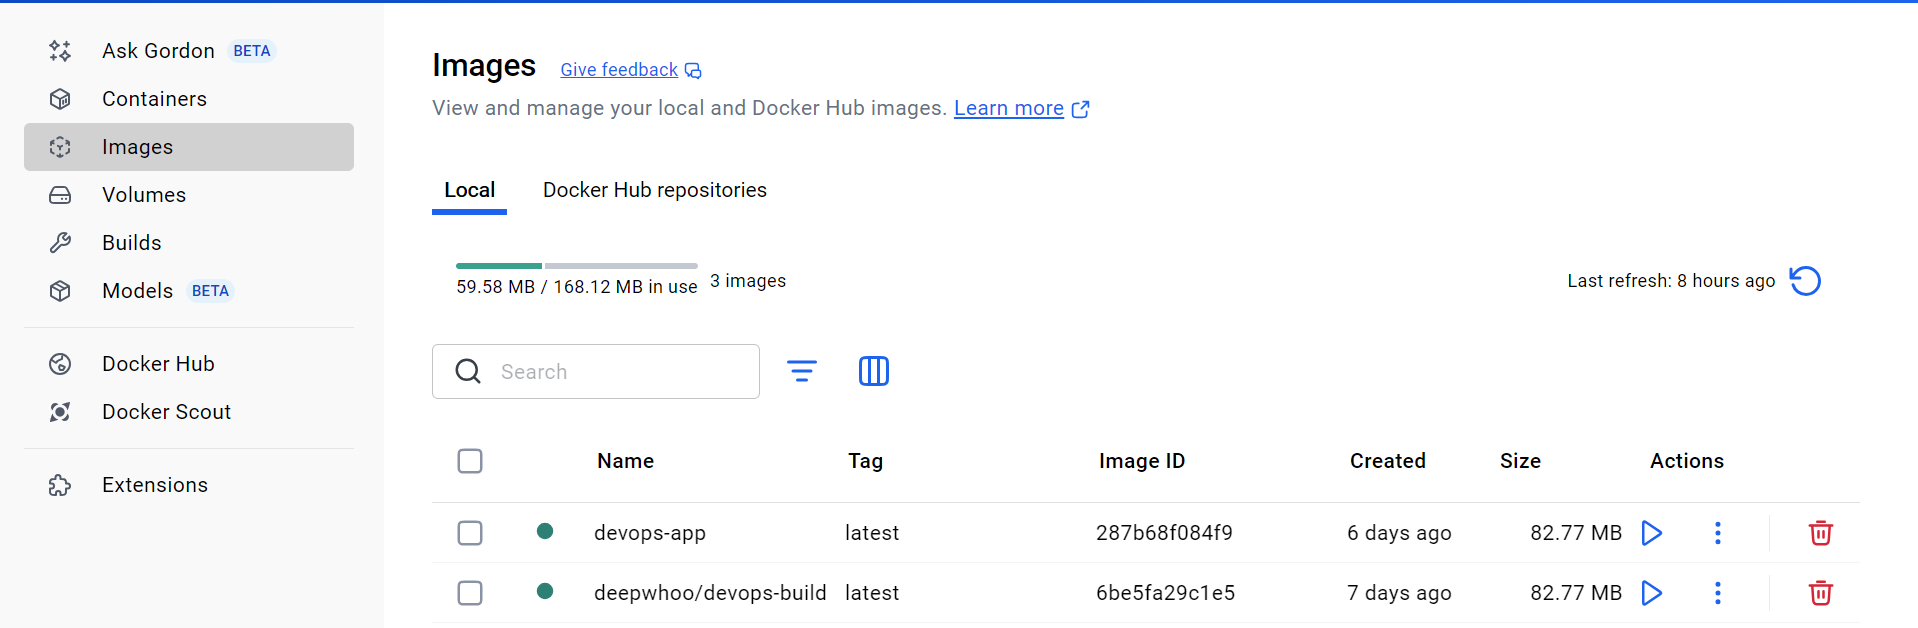 Ask Gordon BETA
Containers
Images
Volumes
Builds
Models BETA
Docker Hub
Docker Scout
Extensions
Images Give feedback
View and manage your local and Docker Hub images. Learn more
Local Docker Hub repositories
59.58 MB / 168.12 MB in use 3 images Last refresh: 8 hours ago
Search
Name Tag Image ID Created Size Actions
devops-app latest 287b68f084f9 6 days ago 82.77 MB
deepwhoo/devops-build latest 6be5fa29c1e5 7 days ago 82.77 MB